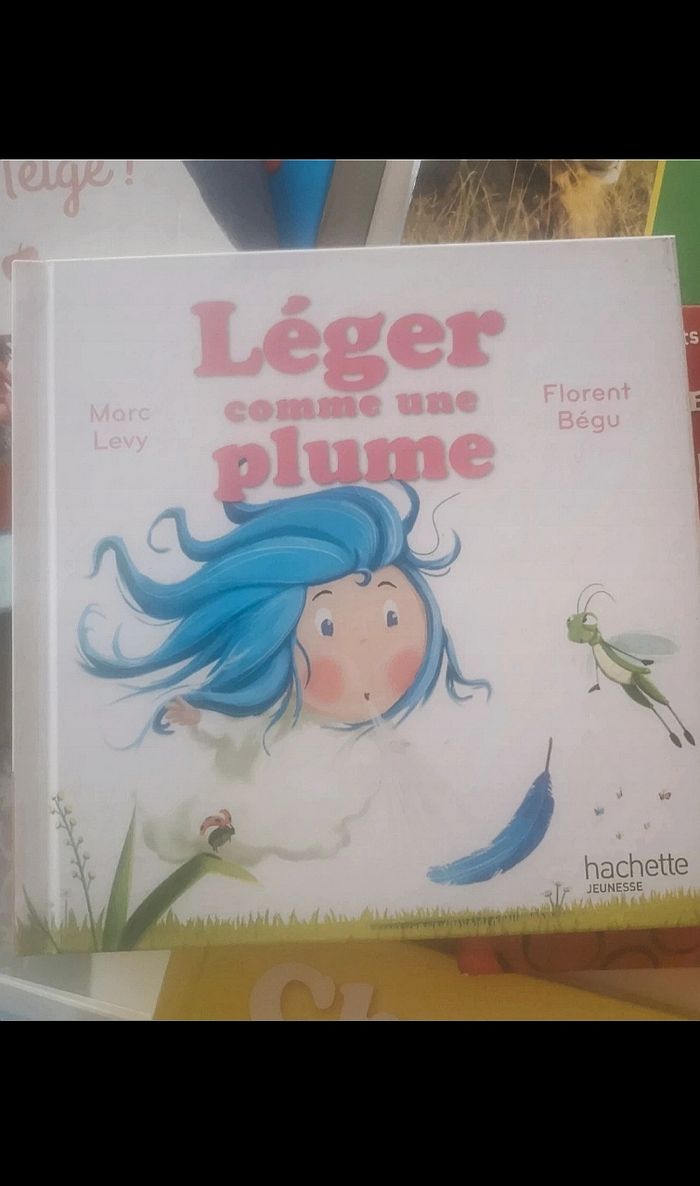 Léger
comme une
plume
Marc
Levy
Florent
Bégu
hachette
JEUNESSE